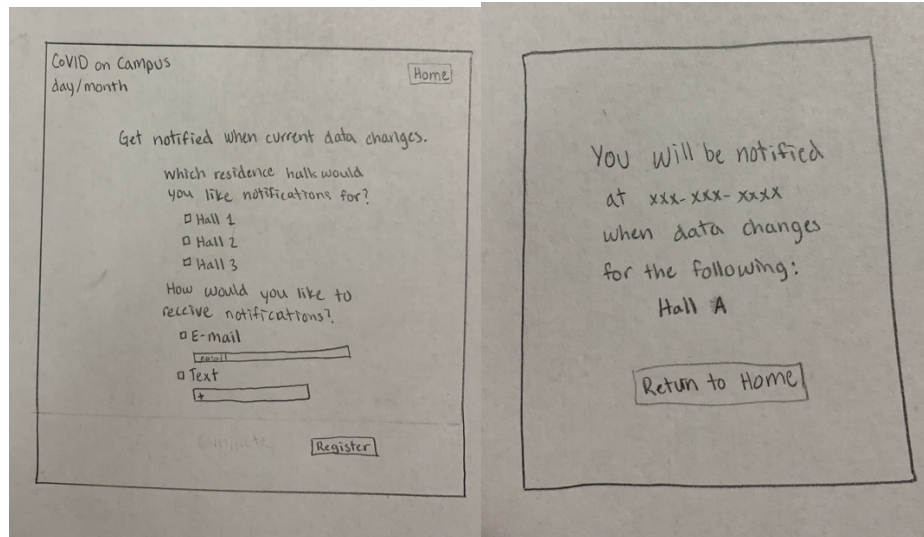 CoVID on Campus
day/month
Home
Get notified when current data changes.
Which residence halls would
you like notifications for?
Hall 1
Hall 2
Hall 3
How would you like to
receive notifications?
E-mail
email
Text
+
Register
You will be notified
at xxx-xxx-xxxx
when data changes
for the following:
Hall A
Return to Home